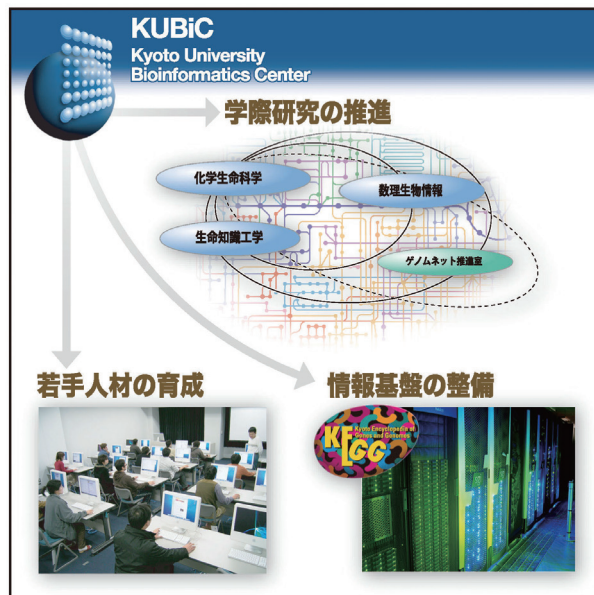 KUBiC
Kyoto University
Bioinformatics Center
学際研究の推進
化学生命科学
数理生物情報
生命知識工学
ゲノムネット推進室
若手人材の育成
情報基盤の整備
KEGG
Kyoto Encyclopedia of
Genes and Genomes